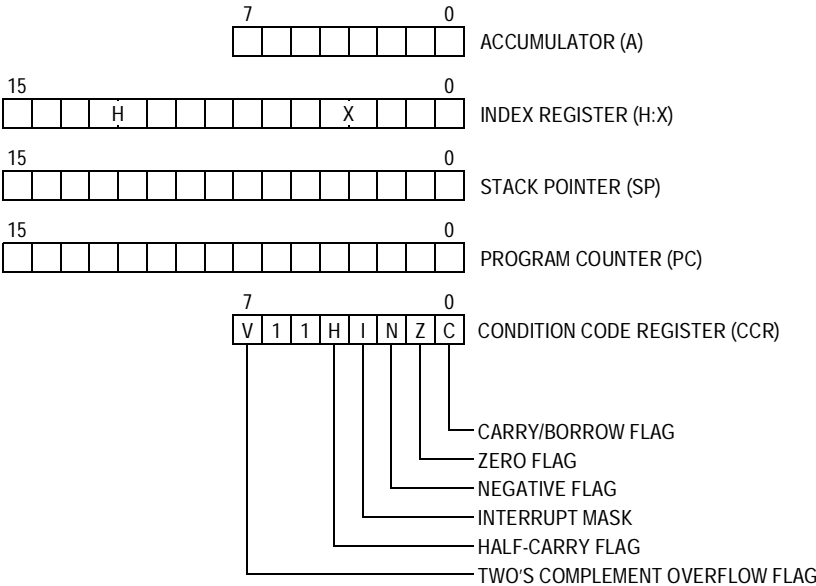 7 0
ACCUMULATOR (A)
15 0
H X INDEX REGISTER (H:X)
15 0
STACK POINTER (SP)
15 0
PROGRAM COUNTER (PC)
7 0
V 1 1 H I N Z C CONDITION CODE REGISTER (CCR)
CARRY/BORROW FLAG
ZERO FLAG
NEGATIVE FLAG
INTERRUPT MASK
HALF-CARRY FLAG
TWO'S COMPLEMENT OVERFLOW FLAG